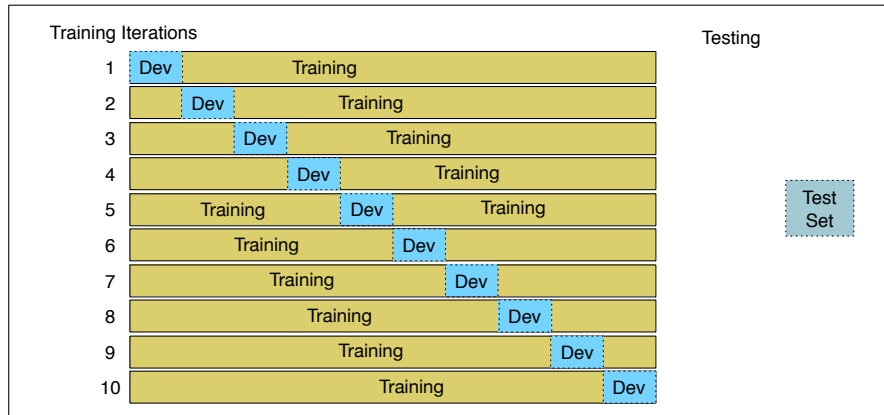 Training Iterations
Testing
1 Dev Training
2 Dev Training
3 Dev Training
4 Dev Training
5 Training Dev Training
6 Training Dev
7 Training Dev
8 Training Dev
9 Training Dev
10 Training Dev
Test
Set